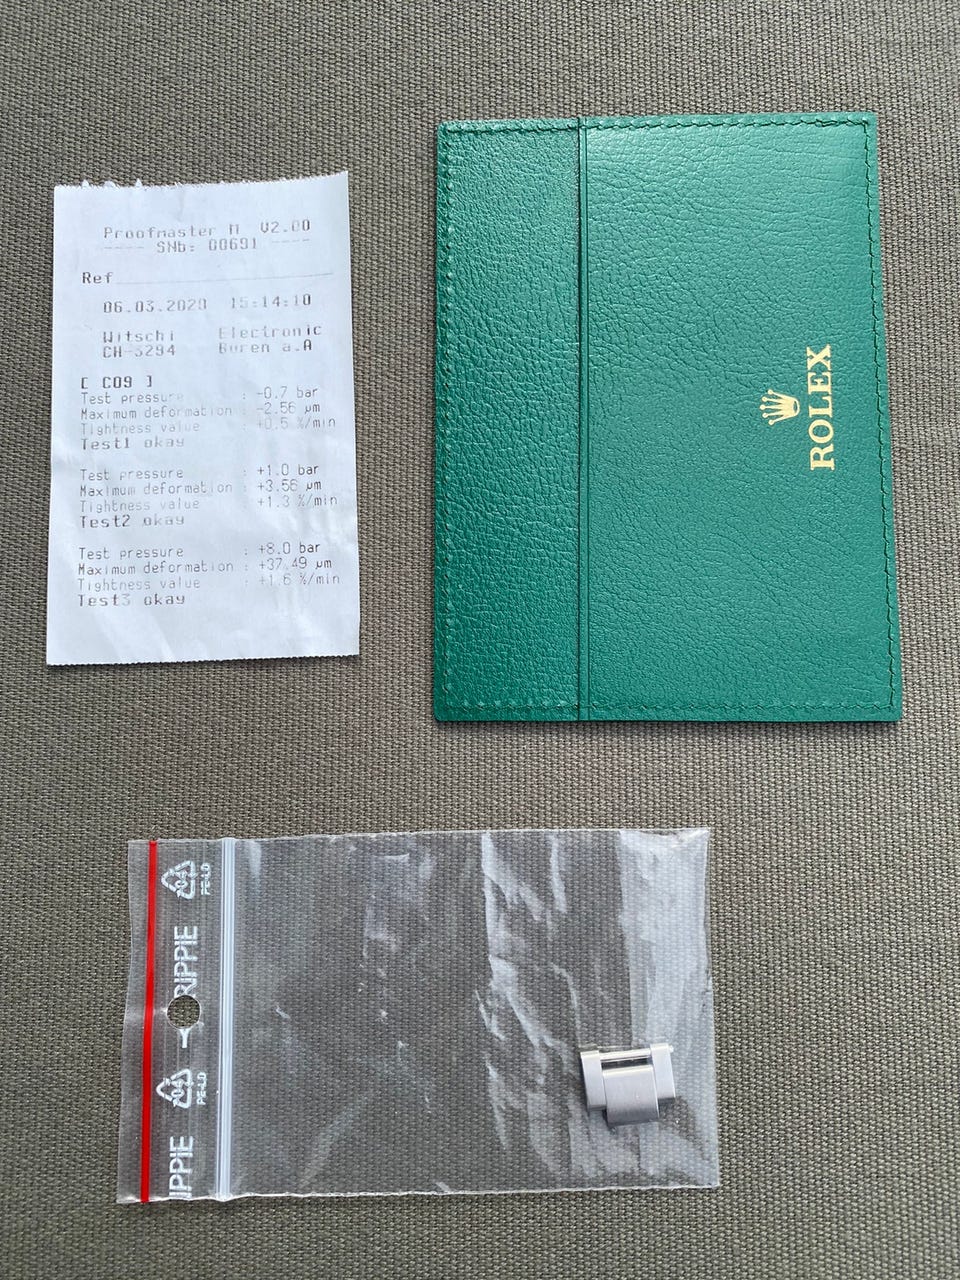 Proofmaster M V2.00
---- SNb: 00691 ----
Ref
06.03.2020 15:14:10
Witschi Electronic
CH-3294 Buren a.A
[ C09 ]
Test pressure : -0.7 bar
Maximum deformation : -2.56 µm
Tightness value : +0.5 %/min
Test1 okay
Test pressure : +1.0 bar
Maximum deformation : +3.56 µm
Tightness value : +1.3 %/min
Test2 okay
Test pressure : +8.0 bar
Maximum deformation : +37.49 µm
Tightness value : +1.6 %/min
Test3 okay
ROLEX
04
PE-LD
RIPPIE
04
PE-LD
IPPIE